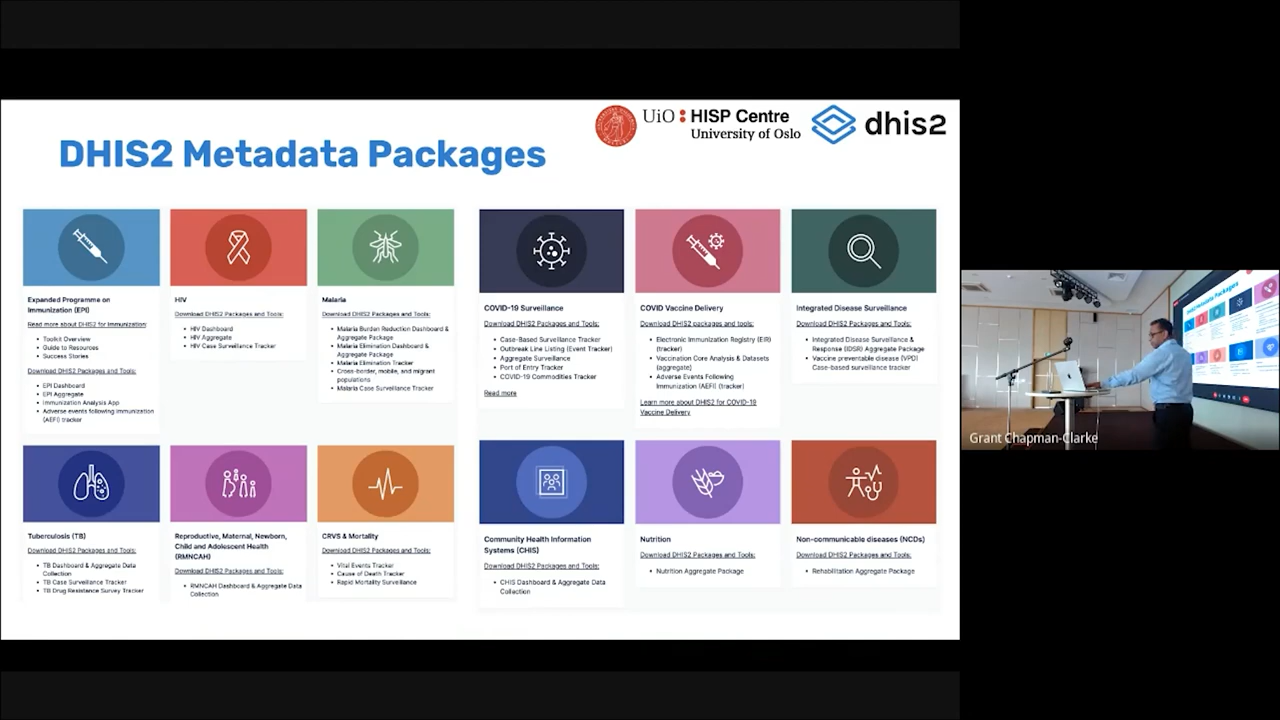 UiO : HISP Centre
University of Oslo
dhis2
DHIS2 Metadata Packages
Expanded Programme on
Immunization (EPI)
Read more about DHIS2 for Immunization:
• Toolkit Overview
• Guide to Resources
• Success Stories
Download DHIS2 Packages and Tools:
• EPI Dashboard
• EPI Aggregate
• Immunization Analysis App
• Adverse events following immunization
(AEFI) tracker
HIV
Download DHIS2 Packages and Tools:
• HIV Dashboard
• HIV Aggregate
• HIV Case Surveillance Tracker
Malaria
Download DHIS2 Packages and Tools:
• Malaria Burden Reduction Dashboard &
Aggregate Package
• Malaria Elimination Dashboard &
Aggregate Package
• Malaria Elimination Tracker
• Cross-border, mobile, and migrant
populations
• Malaria Case Surveillance Tracker
COVID-19 Surveillance
Download DHIS2 Packages and Tools:
• Case-Based Surveillance Tracker
• Outbreak Line Listing (Event Tracker)
• Aggregate Surveillance
• Port of Entry Tracker
• COVID-19 Commodities Tracker
Read more
COVID Vaccine Delivery
Download DHIS2 packages and tools:
• Electronic Immunization Registry (EIR)
(tracker)
• Vaccination Core Analysis & Datasets
(aggregate)
• Adverse Events Following
Immunization (AEFI) (tracker)
Learn more about DHIS2 for COVID-19
Vaccine Delivery
Integrated Disease Surveillance
Download DHIS2 Packages and Tools:
• Integrated Disease Surveillance &
Response (IDSR) Aggregate Package
• Vaccine preventable disease (VPD)
Case-based surveillance tracker
Tuberculosis (TB)
Download DHIS2 Packages and Tools:
• TB Dashboard & Aggregate Data
Collection
• TB Case Surveillance Tracker
• TB Drug Resistance Survey Tracker
Reproductive, Maternal, Newborn,
Child and Adolescent Health
(RMNCAH)
Download DHIS2 Packages and Tools:
• RMNCAH Dashboard & Aggregate Data
Collection
CRVS & Mortality
Download DHIS2 Packages and Tools:
• Vital Events Tracker
• Cause of Death Tracker
• Rapid Mortality Surveillance
Community Health Information
Systems (CHIS)
Download DHIS2 Packages and Tools:
• CHIS Dashboard & Aggregate Data
Collection
Nutrition
Download DHIS2 Packages and Tools:
• Nutrition Aggregate Package
Non-communicable diseases (NCDs)
Download DHIS2 Packages and Tools:
• Rehabilitation Aggregate Package
Grant Chapman-Clarke